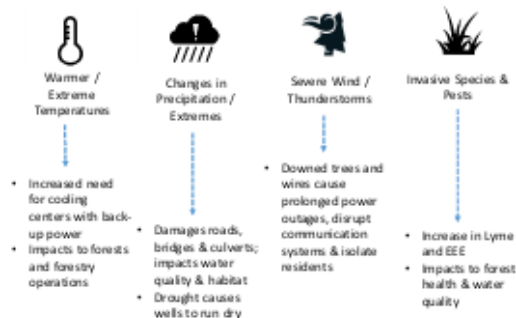 Warmer /
Extreme
Temperatures
• Increased need
for cooling
centers with back-
up power
• Impacts to forests
and forestry
operations
Changes in
Precipitation /
Extremes
• Damages roads,
bridges & culverts;
impacts water
quality & habitat
• Drought causes
wells to run dry
Severe Wind /
Thunderstorms
• Downed trees and
wires cause
prolonged power
outages, disrupt
communication
systems & isolate
residents
Invasive Species &
Pests
• Increase in Lyme
and EEE
• Impacts to forest
health & water
quality